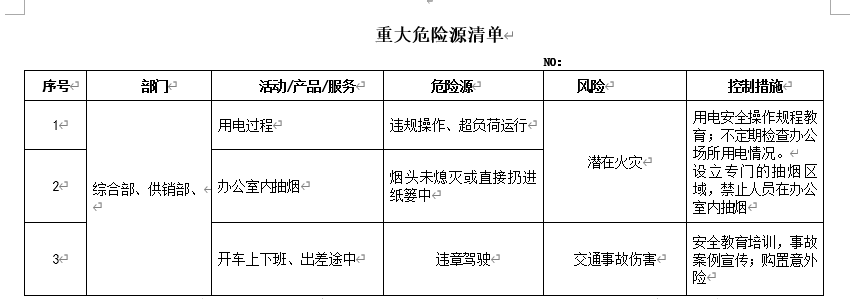 重大危险源清单
NO:
序号 部门 活动/产品/服务 危险源 风险 控制措施
1 用电过程 违规操作、超负荷运行
用电安全操作规程教
育；不定期检查办公
场所用电情况。
综合部、供销部、
潜在火灾
2 办公室内抽烟
烟头未熄灭或直接扔进
纸篓中
设立专门的抽烟区
域，禁止人员在办公
室内抽烟
3 开车上下班、出差途中 违章驾驶 交通事故伤害
安全教育培训，事故
案例宣传；购置意外
险